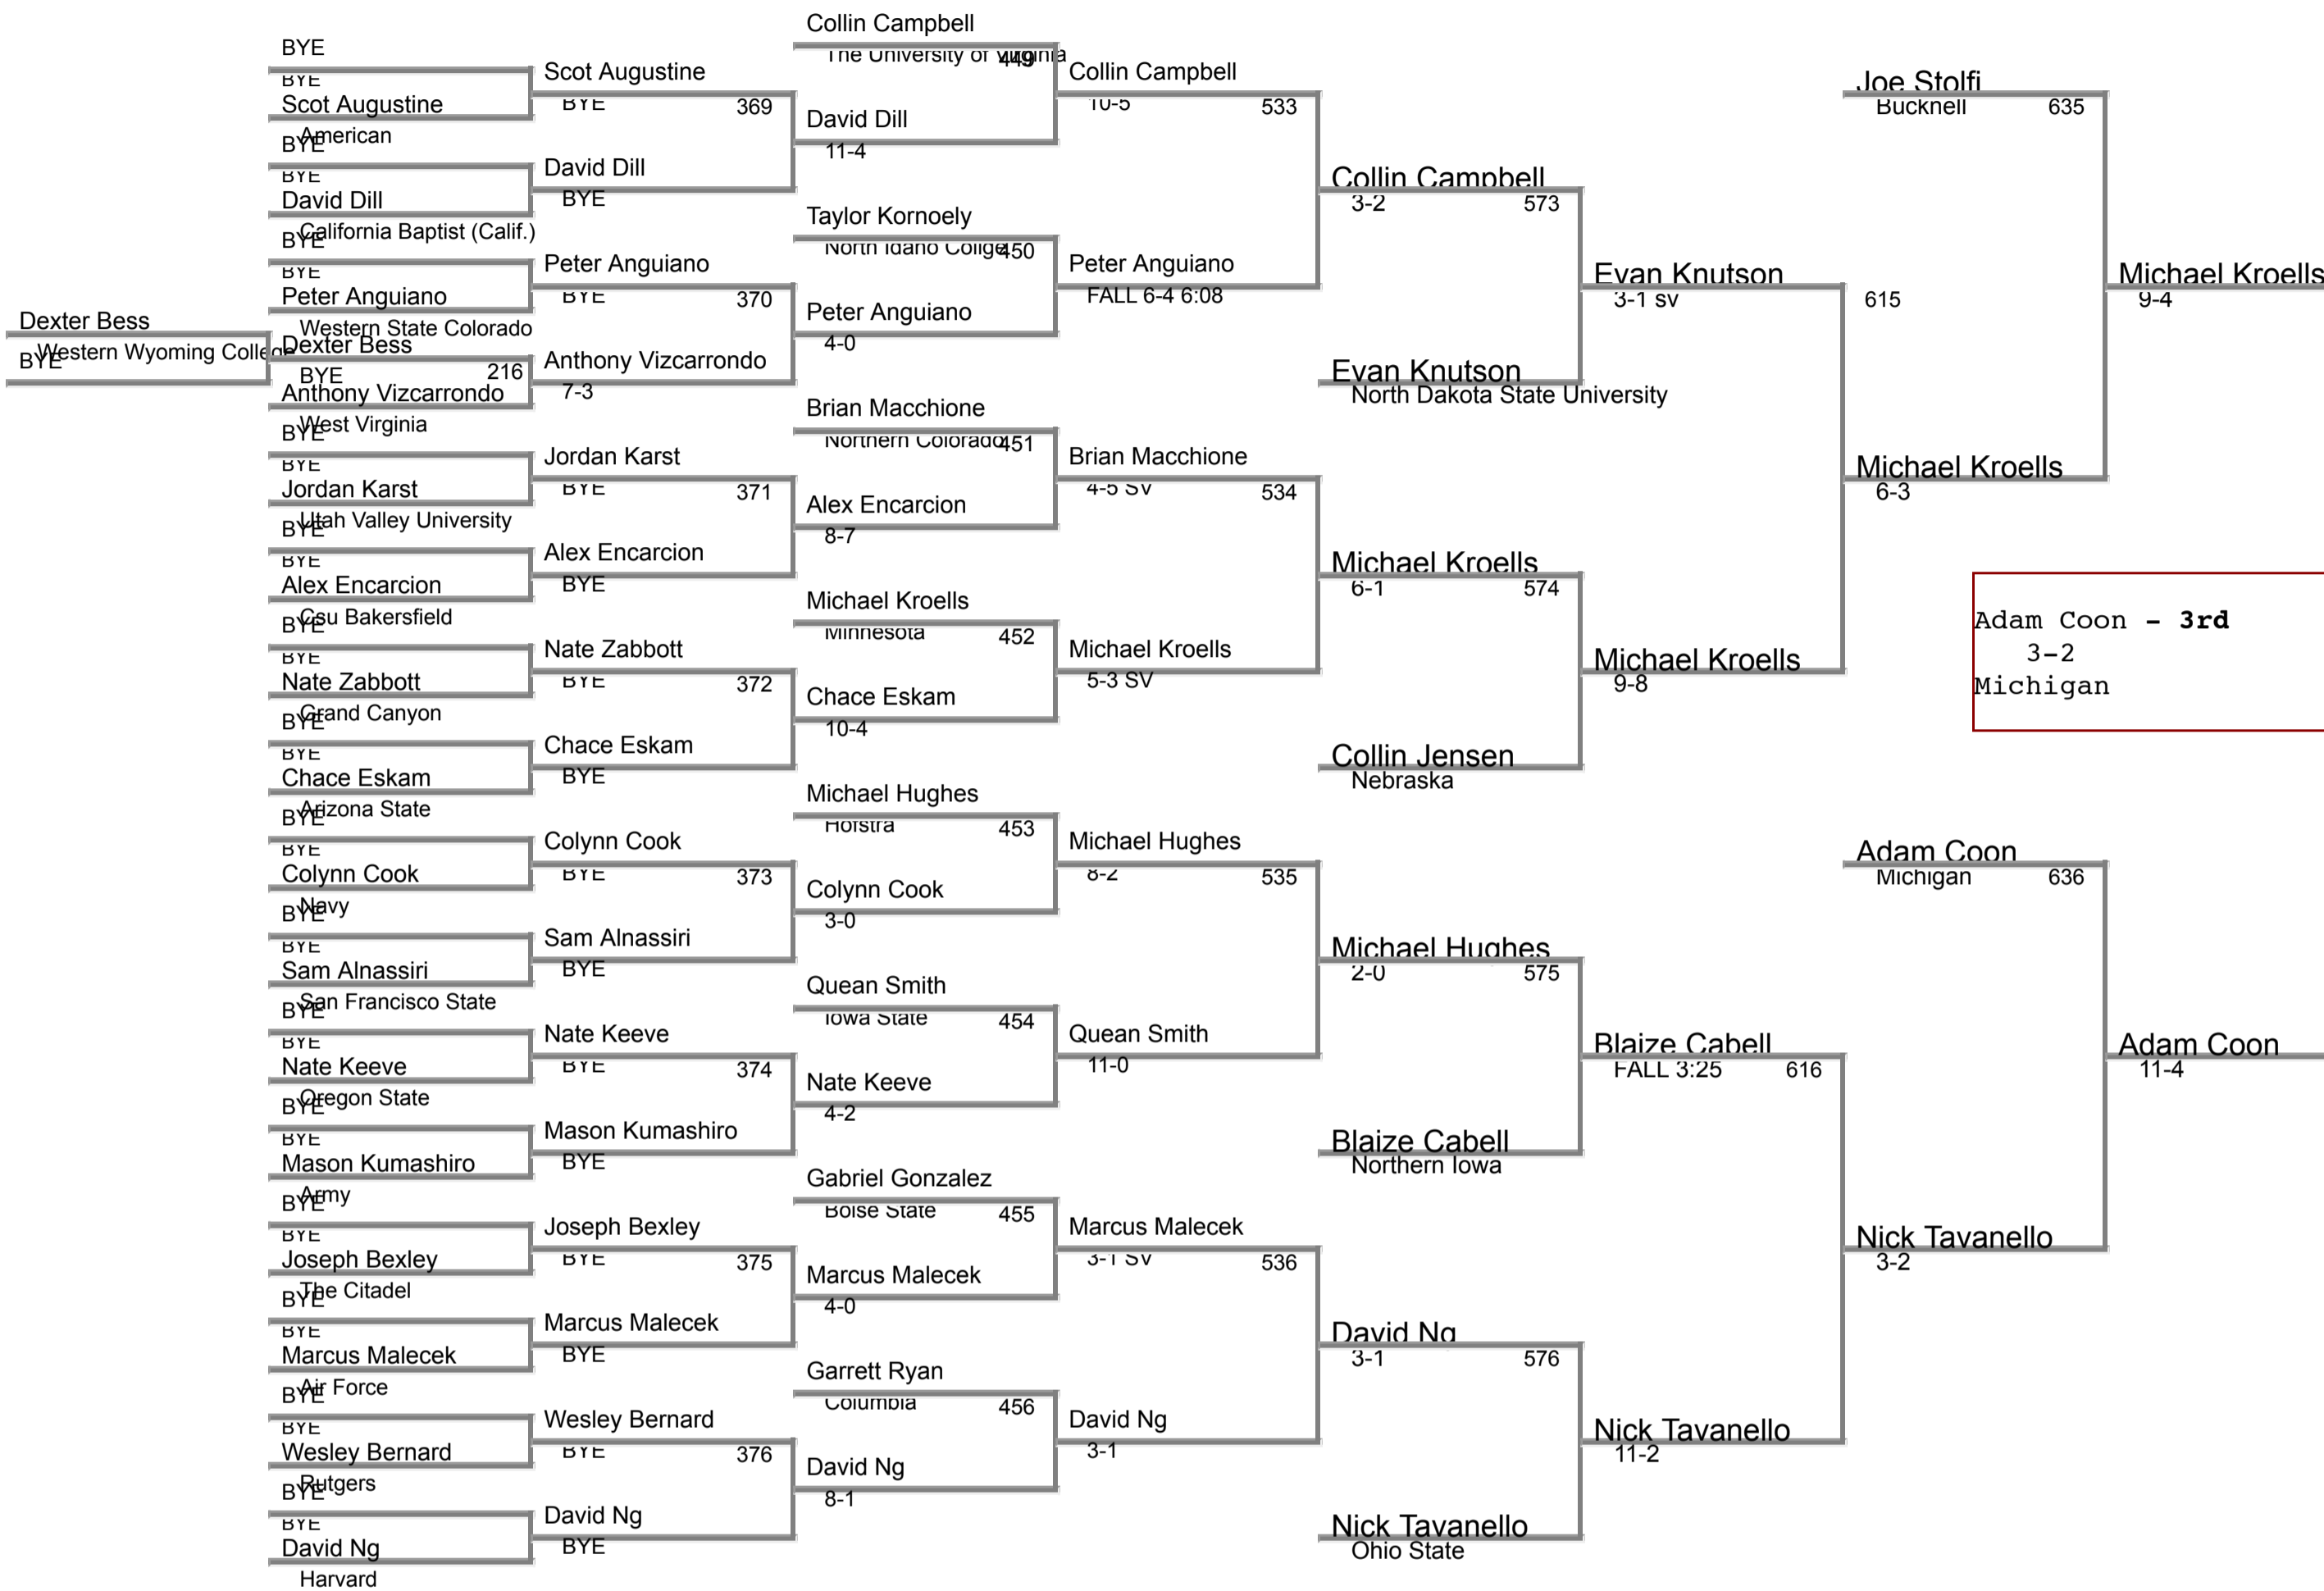 Dexter Bess
Western Wyoming College
BYE
BYE
BYE
Scot Augustine
American
BYE
BYE
David Dill
California Baptist (Calif.)
BYE
BYE
Peter Anguiano
Western State Colorado
Dexter Bess
BYE
216
Anthony Vizcarrondo
West Virginia
BYE
BYE
Jordan Karst
Utah Valley University
BYE
BYE
Alex Encarcion
Csu Bakersfield
BYE
BYE
Nate Zabbott
Grand Canyon
BYE
BYE
Chace Eskam
Arizona State
BYE
BYE
Colynn Cook
Navy
BYE
BYE
Sam Alnassiri
San Francisco State
BYE
BYE
Nate Keeve
Oregon State
BYE
BYE
Mason Kumashiro
Army
BYE
BYE
Joseph Bexley
The Citadel
BYE
BYE
Marcus Malecek
Air Force
BYE
BYE
Wesley Bernard
Rutgers
BYE
BYE
David Ng
Harvard
Scot Augustine
BYE 369
David Dill
BYE
Peter Anguiano
BYE 370
Anthony Vizcarrondo
7-3
Jordan Karst
BYE 371
Alex Encarcion
BYE
Nate Zabbott
BYE 372
Chace Eskam
BYE
Colynn Cook
BYE 373
Sam Alnassiri
BYE
Nate Keeve
BYE 374
Mason Kumashiro
BYE
Joseph Bexley
BYE 375
Marcus Malecek
BYE
Wesley Bernard
BYE 376
David Ng
BYE
Collin Campbell
The University of Virginia 449
David Dill
11-4
Taylor Kornoely
North Idaho Collge 450
Peter Anguiano
4-0
Brian Macchione
Northern Colorado 451
Alex Encarcion
8-7
Michael Kroells
Minnesota 452
Chace Eskam
10-4
Michael Hughes
Hofstra 453
Colynn Cook
3-0
Quean Smith
Iowa State 454
Nate Keeve
4-2
Gabriel Gonzalez
Boise State 455
Marcus Malecek
4-0
Garrett Ryan
Columbia 456
David Ng
8-1
Collin Campbell
10-5 533
Peter Anguiano
FALL 6-4 6:08
Brian Macchione
4-5 SV 534
Michael Kroells
5-3 SV
Michael Hughes
8-2 535
Quean Smith
11-0
Marcus Malecek
3-1 SV 536
David Ng
3-1
Collin Campbell
3-2 573
Evan Knutson
North Dakota State University
Michael Kroells
6-1 574
Collin Jensen
Nebraska
Michael Hughes
2-0 575
Blaize Cabell
Northern Iowa
David Ng
3-1 576
Nick Tavanello
Ohio State
Evan Knutson
3-1 sv 615
Michael Kroells
9-8
Blaize Cabell
FALL 3:25 616
Nick Tavanello
11-2
Joe Stolfi
Bucknell 635
Michael Kroells
6-3
Adam Coon
Michigan 636
Nick Tavanello
3-2
Michael Kroells
9-4
Adam Coon – 3rd
3–2
Michigan
Adam Coon
11-4